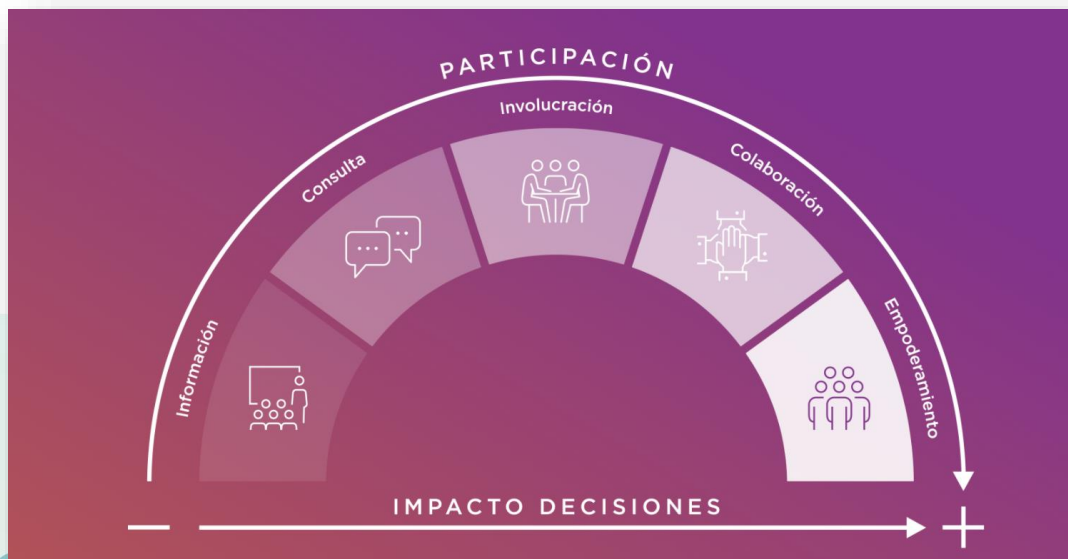 PARTICIPACIÓN
Información
Consulta
Involucración
Colaboración
Empoderamiento
IMPACTO DECISIONES